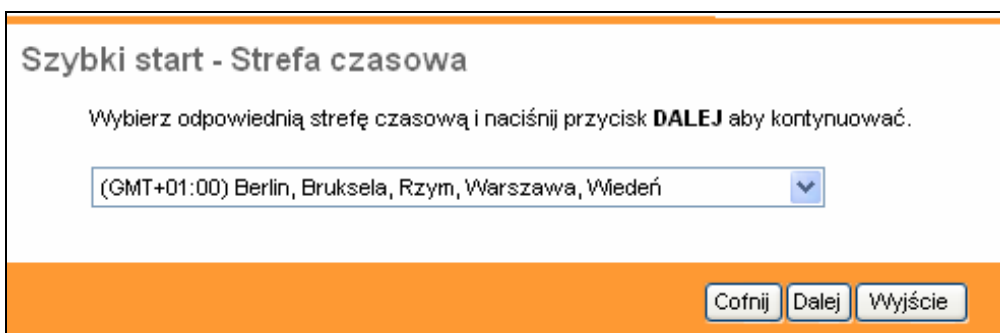 Szybki start - Strefa czasowa
Wybierz odpowiednią strefę czasową i naciśnij przycisk DALEJ aby kontynuować.
(GMT+01:00) Berlin, Bruksela, Rzym, Warszawa, Wiedeń
Cofnij Dalej Wyjście